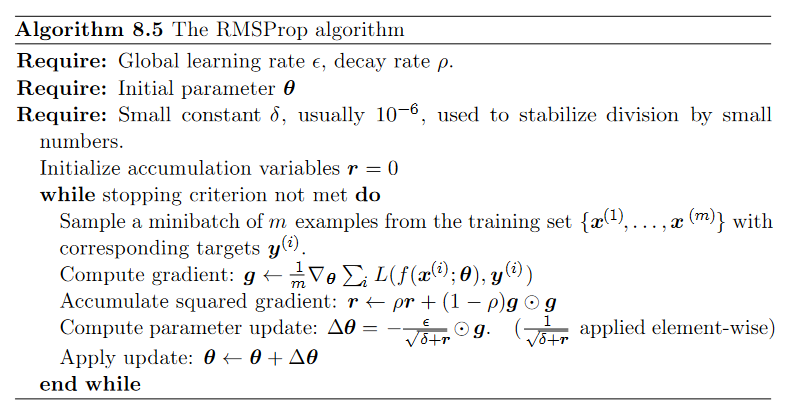 Algorithm 8.5 The RMSProp algorithm
Require: Global learning rate ϵ, decay rate ρ.
Require: Initial parameter θ
Require: Small constant δ, usually 10⁻⁶, used to stabilize division by small
numbers.
Initialize accumulation variables r = 0
while stopping criterion not met do
Sample a minibatch of m examples from the training set {x⁽¹⁾, . . . , x⁽ᵐ⁾} with
corresponding targets y⁽ⁱ⁾.
Compute gradient: g ← 1/m ∇θ ∑ᵢ L(f(x⁽ⁱ⁾; θ), y⁽ⁱ⁾)
Accumulate squared gradient: r ← ρr + (1 − ρ)g ⊙ g
Compute parameter update: Δθ = − ϵ/√(δ+r) ⊙ g. (1/√(δ+r) applied element-wise)
Apply update: θ ← θ + Δθ
end while